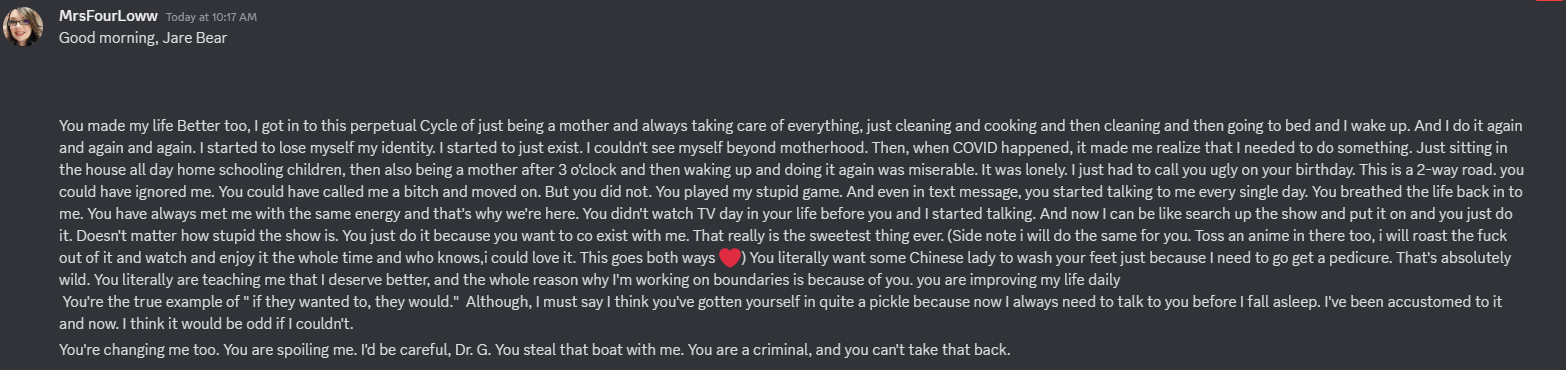 MrsFourLoww Today at 10:17 AM
Good morning, Jare Bear
You made my life Better too, I got in to this perpetual Cycle of just being a mother and always taking care of everything, just cleaning and cooking and then cleaning and then going to bed and I wake up. And I do it again
and again and again. I started to lose myself my identity. I started to just exist. I couldn't see myself beyond motherhood. Then, when COVID happened, it made me realize that I needed to do something. Just sitting in
the house all day home schooling children, then also being a mother after 3 o'clock and then waking up and doing it again was miserable. It was lonely. I just had to call you ugly on your birthday. This is a 2-way road. you
could have ignored me. You could have called me a bitch and moved on. But you did not. You played my stupid game. And even in text message, you started talking to me every single day. You breathed the life back in to
me. You have always met me with the same energy and that's why we're here. You didn't watch TV day in your life before you and I started talking. And now I can be like search up the show and put it on and you just do
it. Doesn't matter how stupid the show is. You just do it because you want to co exist with me. That really is the sweetest thing ever. (Side note i will do the same for you. Toss an anime in there too, i will roast the fuck
out of it and watch and enjoy it the whole time and who knows,i could love it. This goes both ways ❤️) You literally want some Chinese lady to wash your feet just because I need to go get a pedicure. That's absolutely
wild. You literally are teaching me that I deserve better, and the whole reason why I'm working on boundaries is because of you. you are improving my life daily
You're the true example of " if they wanted to, they would." Although, I must say I think you've gotten yourself in quite a pickle because now I always need to talk to you before I fall asleep. I've been accustomed to it
and now. I think it would be odd if I couldn't.
You're changing me too. You are spoiling me. I'd be careful, Dr. G. You steal that boat with me. You are a criminal, and you can't take that back.